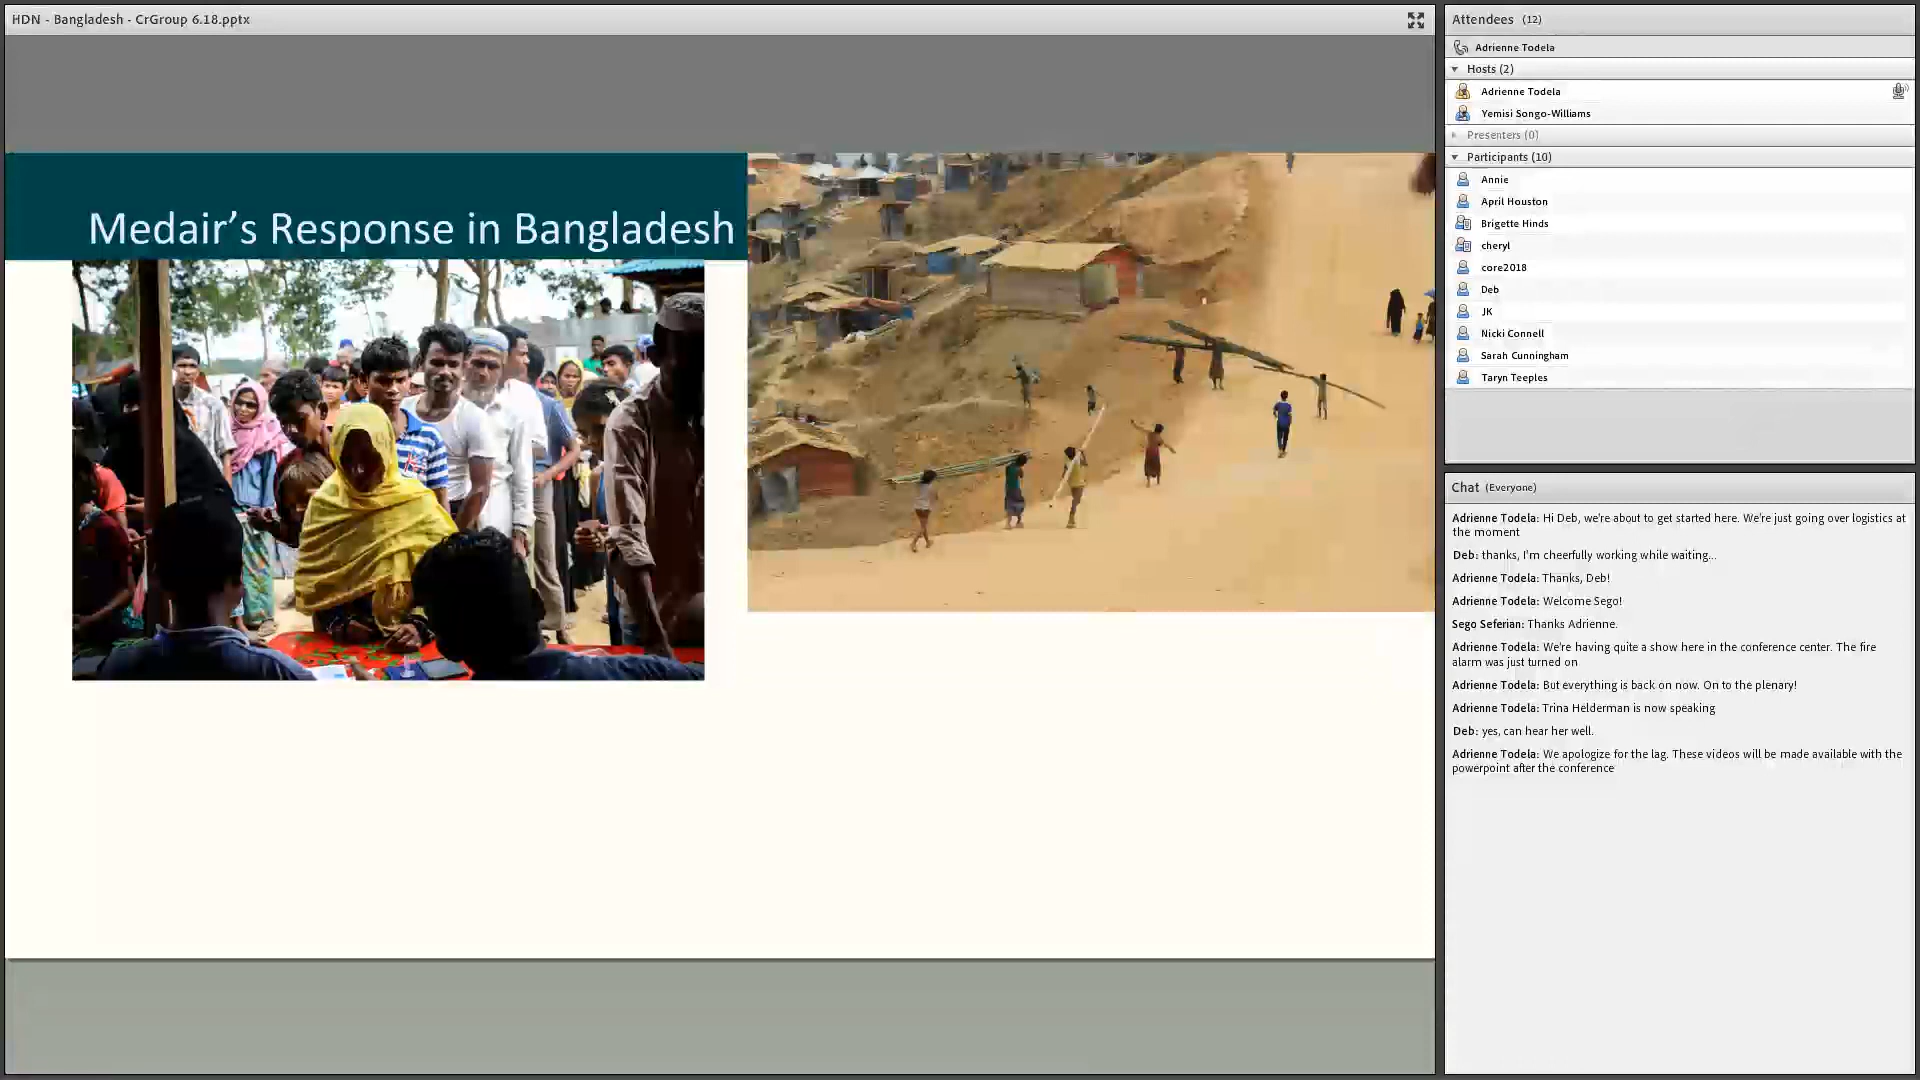 HDN - Bangladesh - CrGroup 6.18.pptx
Medair’s Response in Bangladesh
Attendees (12)
Adrienne Todela
Hosts (2)
Adrienne Todela
Yemisi Songo-Williams
Presenters (0)
Participants (10)
Annie
April Houston
Brigette Hinds
cheryl
core2018
Deb
JK
Nicki Connell
Sarah Cunningham
Taryn Teeples
Chat (Everyone)
Adrienne Todela: Hi Deb, we're about to get started here. We're just going over logistics at
the moment
Deb: thanks, I'm cheerfully working while waiting...
Adrienne Todela: Thanks, Deb!
Adrienne Todela: Welcome Sego!
Sego Seferian: Thanks Adrienne.
Adrienne Todela: We're having quite a show here in the conference center. The fire
alarm was just turned on
Adrienne Todela: But everything is back on now. On to the plenary!
Adrienne Todela: Trina Helderman is now speaking
Deb: yes, can hear her well.
Adrienne Todela: We apologize for the lag. These videos will be made available with the
powerpoint after the conference